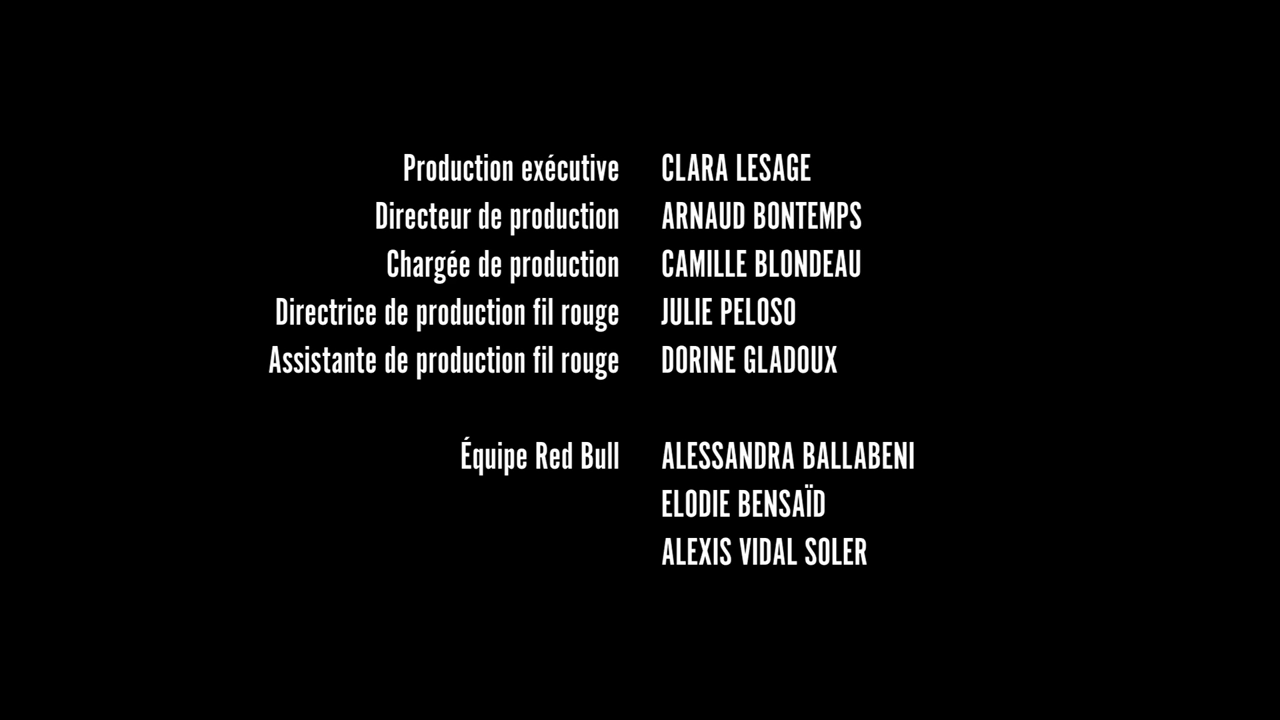 Production exécutive CLARA LESAGE
Directeur de production ARNAUD BONTEMPS
Chargée de production CAMILLE BLONDEAU
Directrice de production fil rouge JULIE PELOSO
Assistante de production fil rouge DORINE GLADOUX
Équipe Red Bull ALESSANDRA BALLABENI
ELODIE BENSAÏD
ALEXIS VIDAL SOLER